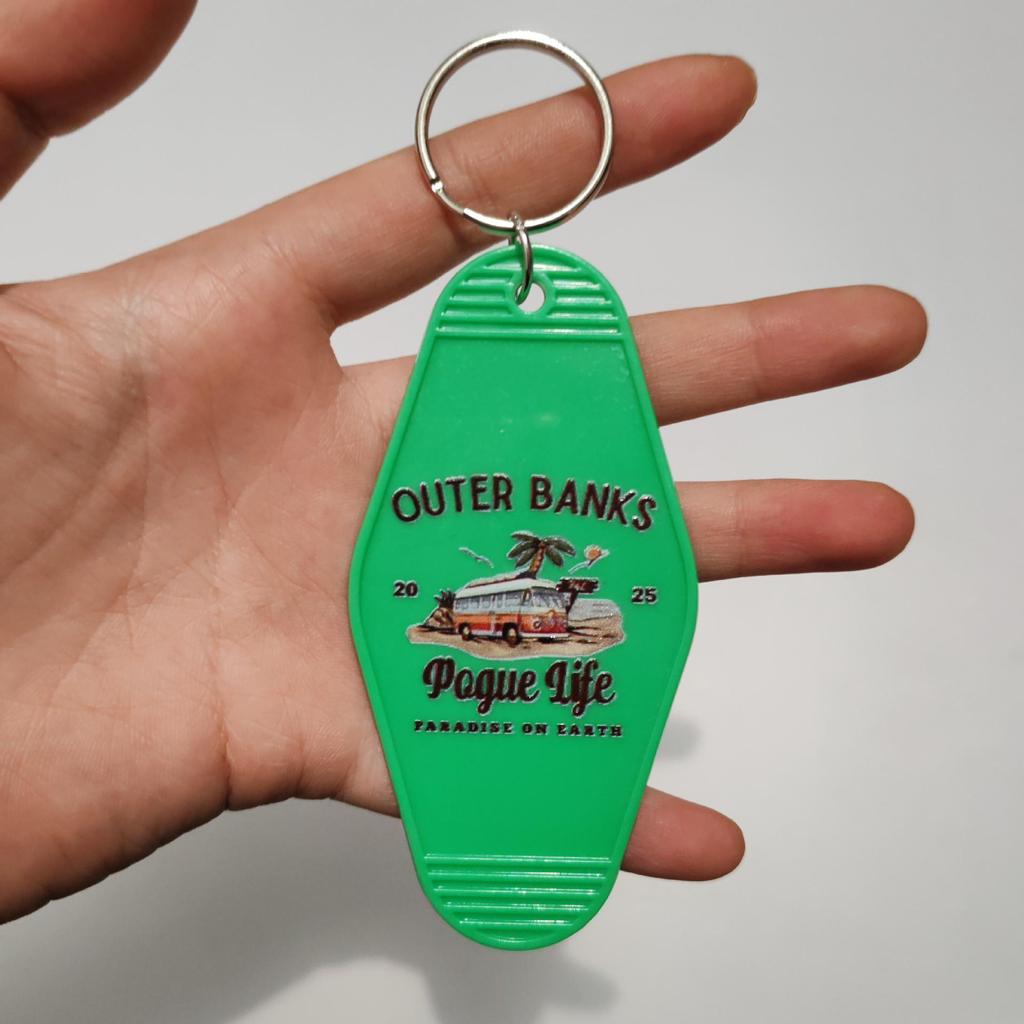 OUTER BANKS
20 25
Pogue Life
PARADISE ON EARTH